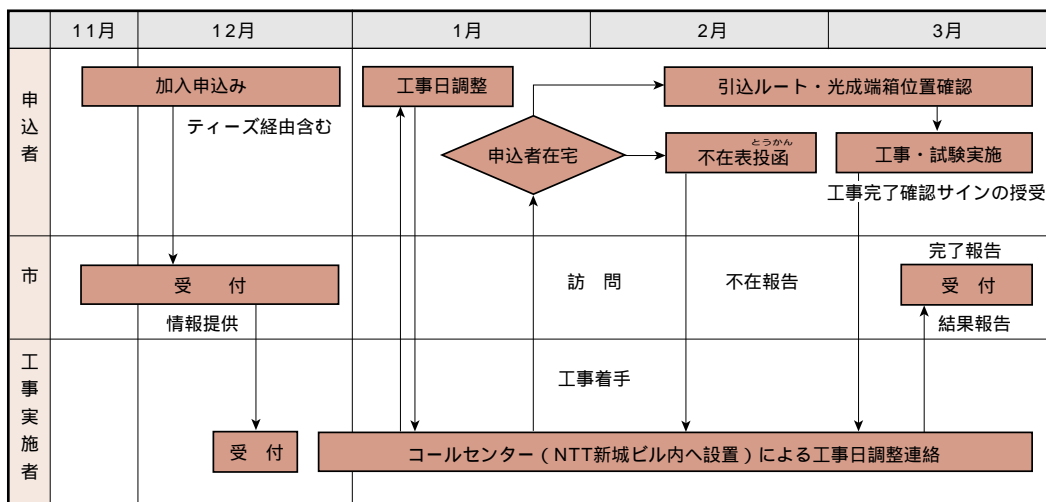 11月
12月
1月
2月
3月
申込者
加入申込み
ティーズ経由含む
工事日調整
引込ルート・光成端箱位置確認
申込者在宅
とうかん
不在表投函
工事・試験実施
工事完了確認サインの授受
市
受　付
情報提供
訪　問
不在報告
完了報告
受　付
結果報告
工事実施者
工事着手
受　付
コールセンター（NTT新城ビル内へ設置）による工事日調整連絡